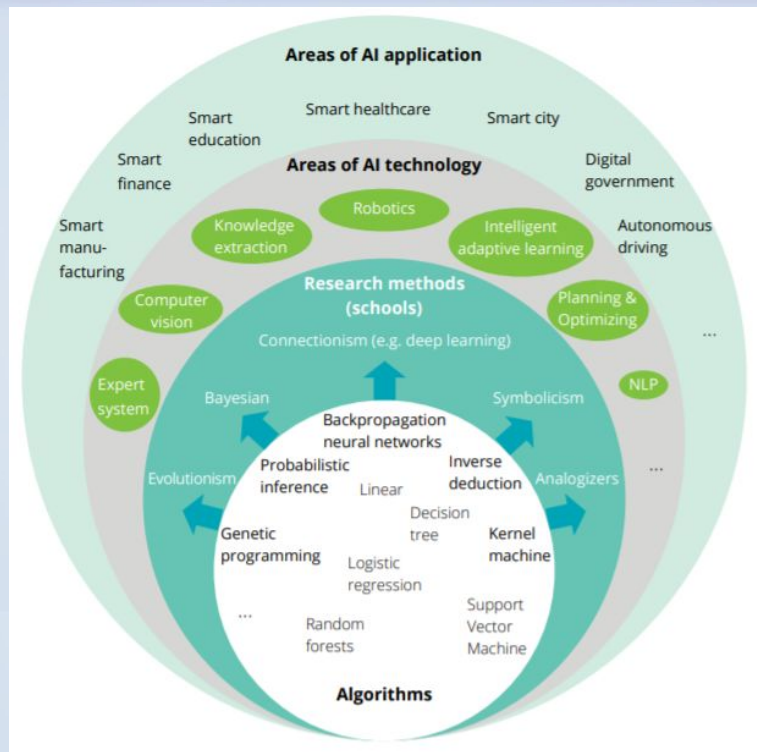 Areas of AI application
Smart healthcare
Smart
education
Smart city
Smart
finance
Digital
government
Smart
manu-
facturing
Autonomous
driving
...
Areas of AI technology
Robotics
Knowledge
extraction
Intelligent
adaptive learning
Computer
vision
Planning &
Optimizing
Expert
system
NLP
...
Research methods
(schools)
Connectionism (e.g. deep learning)
Bayesian
Symbolicism
Evolutionism
Analogizers
Backpropagation
neural networks
Probabilistic
inference
Inverse
deduction
Linear
Decision
tree
Genetic
programming
Kernel
machine
Logistic
regression
...
Random
forests
Support
Vector
Machine
Algorithms